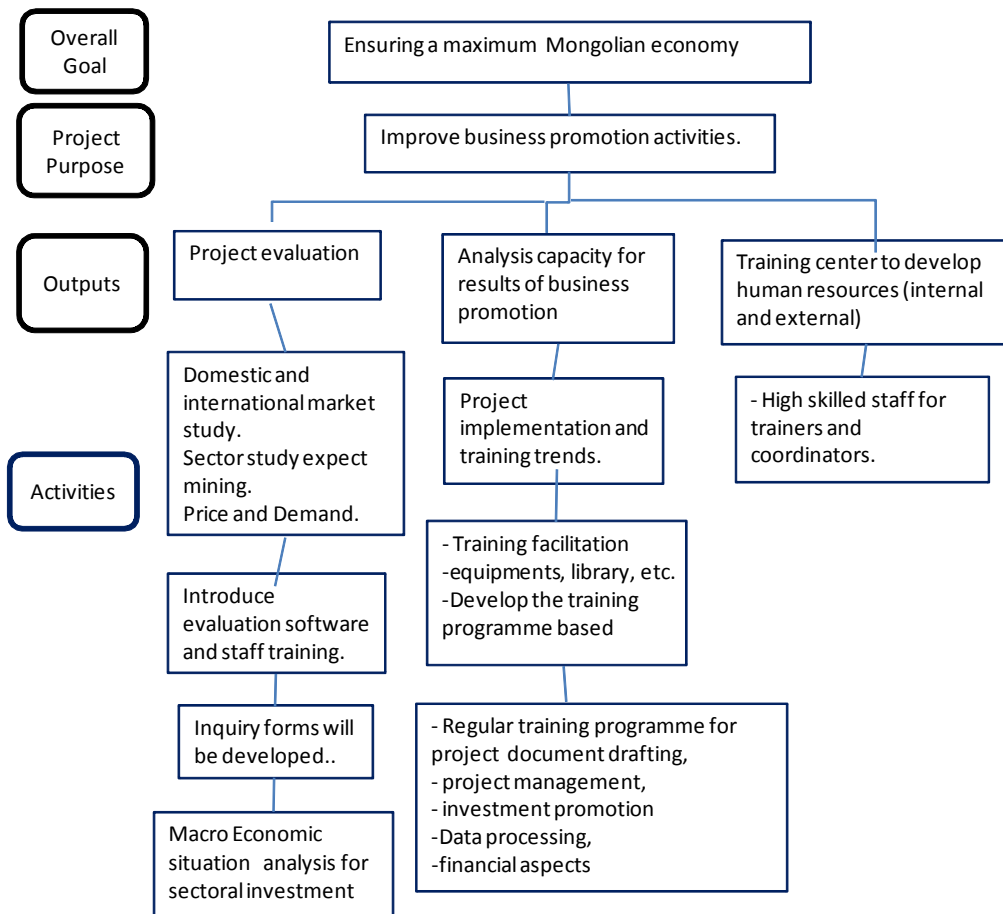 Overall
Goal
Ensuring a maximum Mongolian economy
Project
Purpose
Improve business promotion activities.
Outputs
Project evaluation
Analysis capacity for
results of business
promotion
Training center to develop
human resources (internal
and external)
Activities
Domestic and
international market
study.
Sector study expect
mining.
Price and Demand.
Project
implementation and
training trends.
- High skilled staff for
trainers and
coordinators.
Introduce
evaluation software
and staff training.
- Training facilitation
-equipments, library, etc.
-Develop the training
programme based
Inquiry forms will
be developed..
- Regular training programme for
project document drafting,
- project management,
- investment promotion
-Data processing,
-financial aspects
Macro Economic
situation analysis for
sectoral investment